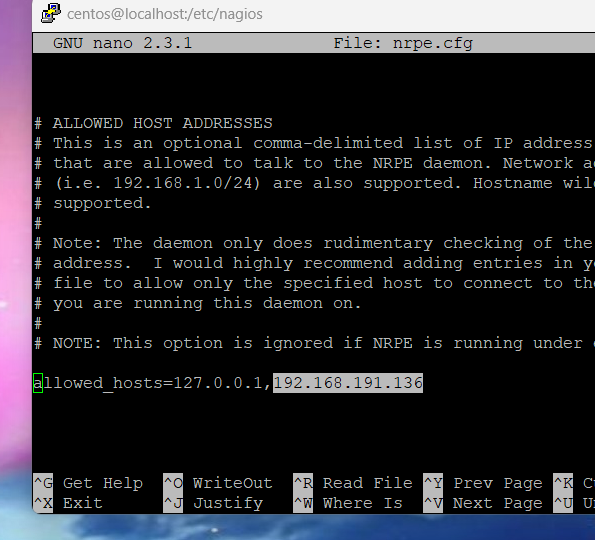 centos@localhost:/etc/nagios
GNU nano 2.3.1 File: nrpe.cfg
# ALLOWED HOST ADDRESSES
# This is an optional comma-delimited list of IP address
# that are allowed to talk to the NRPE daemon. Network a
# (i.e. 192.168.1.0/24) are also supported. Hostname wil
# supported.
#
# Note: The daemon only does rudimentary checking of the
# address.  I would highly recommend adding entries in y
# file to allow only the specified host to connect to th
# you are running this daemon on.
#
# NOTE: This option is ignored if NRPE is running under
allowed_hosts=127.0.0.1,192.168.191.136
^G Get Help ^O WriteOut ^R Read File ^Y Prev Page ^K C
^X Exit ^J Justify ^W Where Is ^V Next Page ^U U